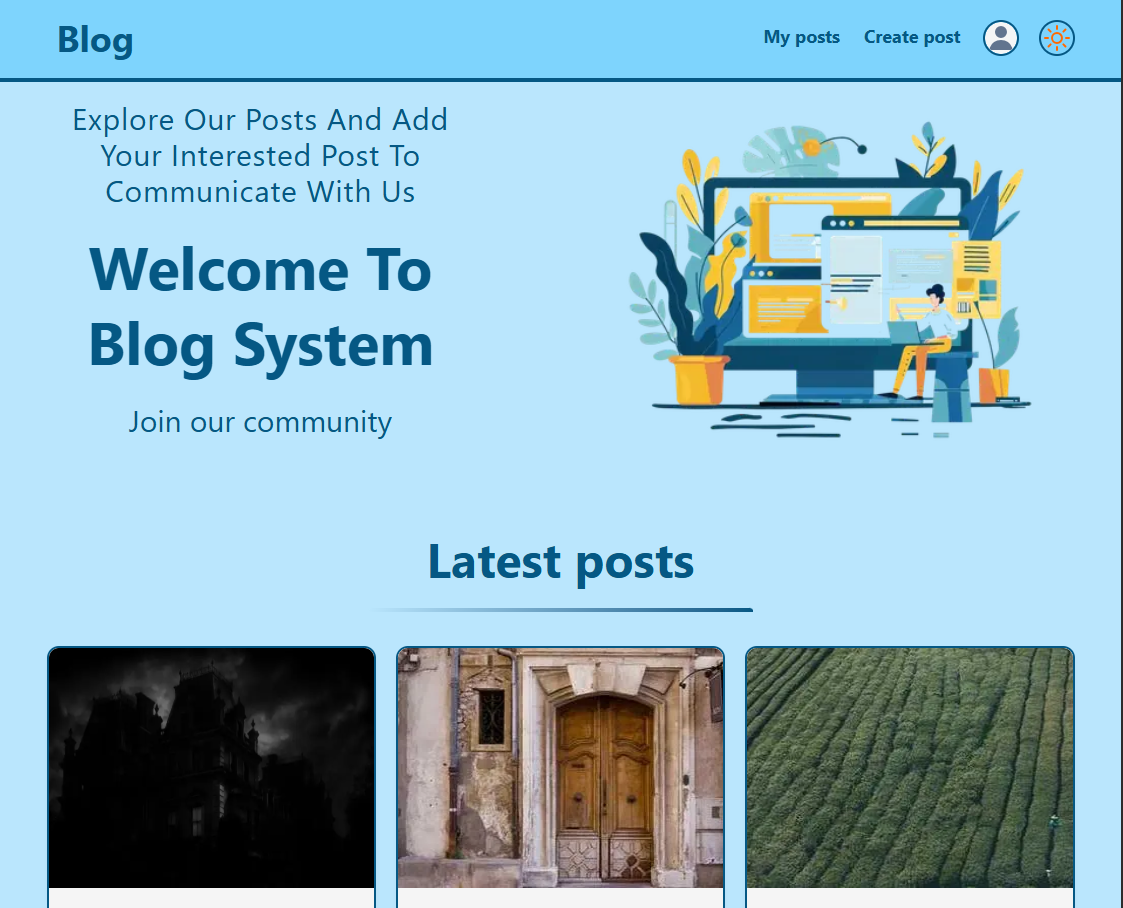 Blog
My posts
Create post
Explore Our Posts And Add
Your Interested Post To
Communicate With Us
Welcome To
Blog System
Join our community
Latest posts